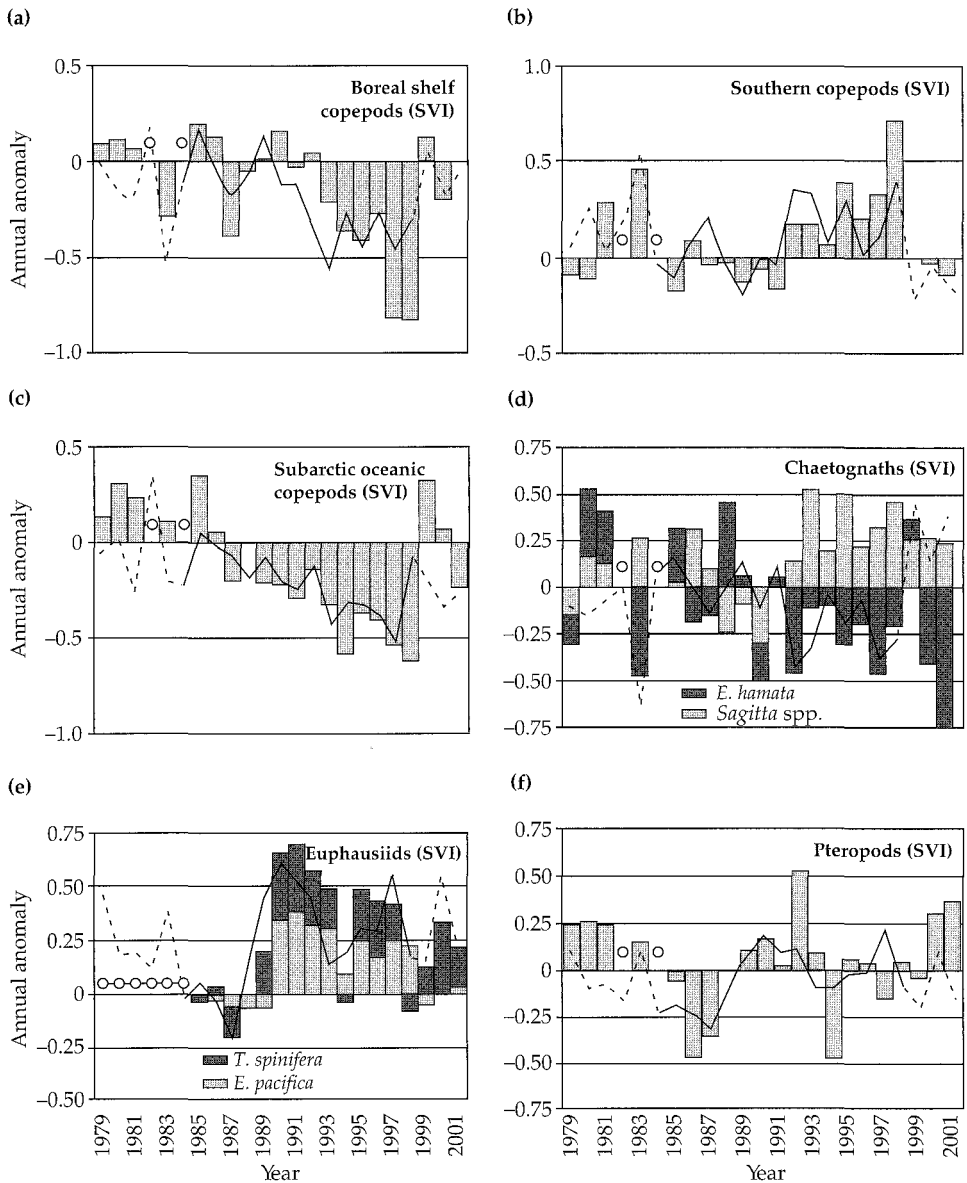 (a)
Boreal shelf
copepods (SVI)
0.5
0
−0.5
−1.0
Annual anomaly
(b)
Southern copepods (SVI)
1.0
0.5
0
-0.5
(c)
Subarctic oceanic
copepods (SVI)
0.5
0
−0.5
−1.0
Annual anomaly
(d)
Chaetognaths (SVI)
0.75
0.50
0.25
0
−0.25
−0.50
−0.75
E. hamata
Sagitta spp.
(e)
Euphausiids (SVI)
0.75
0.50
0.25
0
−0.25
−0.50
Annual anomaly
T. spinifera
E. pacifica
1979 1981 1983 1985 1987 1989 1991 1993 1995 1997 1999 2001
Year
(f)
Pteropods (SVI)
0.75
0.50
0.25
0
−0.25
−0.50
−0.75
1979 1981 1983 1985 1987 1989 1991 1993 1995 1997 1999 2001
Year